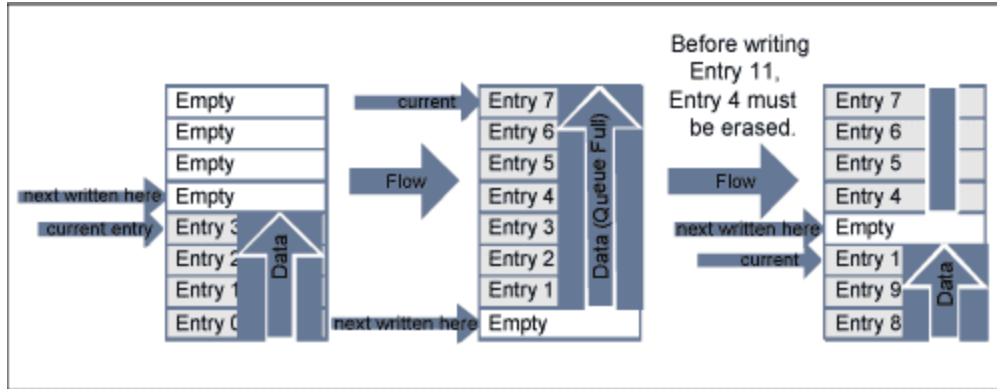 Empty
Empty
Empty
next written here
Empty
current entry
Entry 3
Entry 2
Entry 1
Entry 0
Data
Flow
current
Entry 7
Entry 6
Entry 5
Entry 4
Entry 3
Entry 2
Entry 1
next written here
Empty
Data (Queue Full)
Before writing
Entry 11,
Entry 4 must
be erased.
Flow
Entry 7
Entry 6
Entry 5
Entry 4
next written here
Empty
current
Entry 1
Entry 9
Entry 8
Data